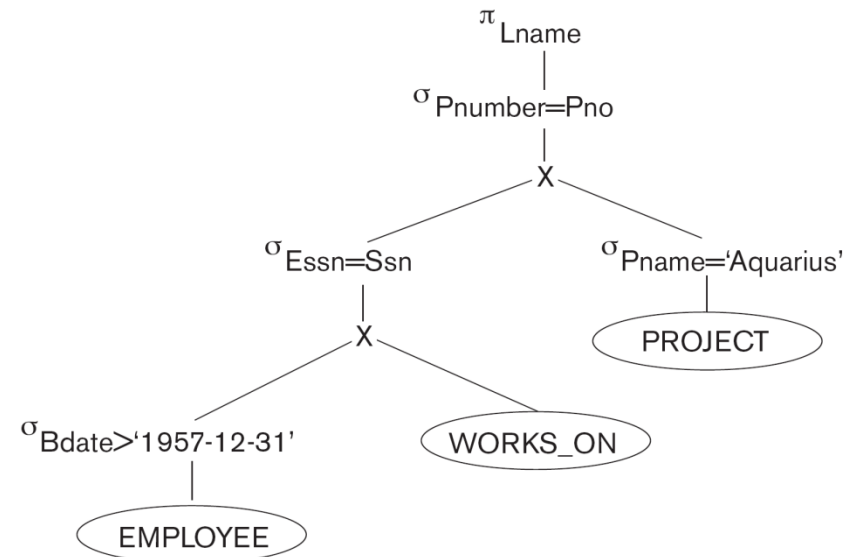 π Lname
σ Pnumber=Pno
X
σ Essn=Ssn
σ Pname=‘Aquarius’
X
PROJECT
σ Bdate>‘1957-12-31’
WORKS_ON
EMPLOYEE